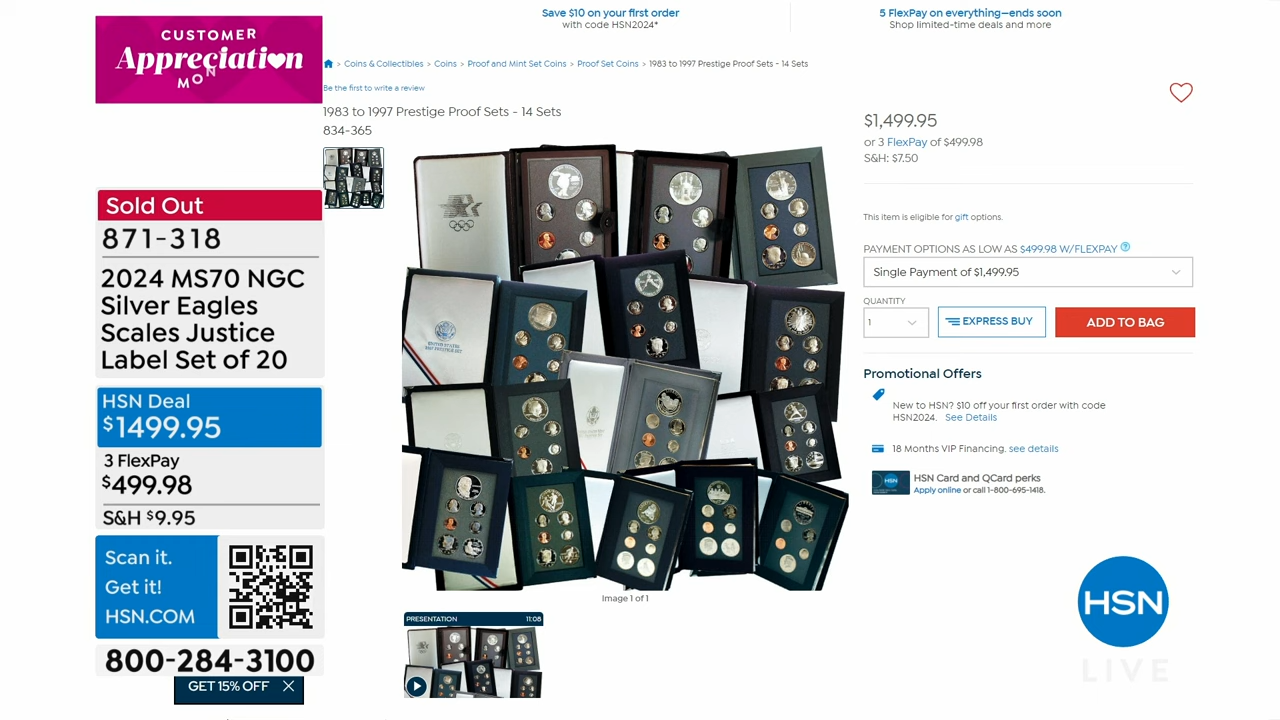 CUSTOMER
Appreciation
MON
Sold Out
871-318
2024 MS70 NGC
Silver Eagles
Scales Justice
Label Set of 20
HSN Deal
$1499.95
3 FlexPay
$499.98
S&H $9.95
Scan it.
Get it!
HSN.COM
800-284-3100
GET 15% OFF
Save $10 on your first order
with code HSN2024*
5 FlexPay on everything—ends soon
Shop limited-time deals and more
> Coins & Collectibles > Coins > Proof and Mint Set Coins > Proof Set Coins > 1983 to 1997 Prestige Proof Sets - 14 Sets
Be the first to write a review
1983 to 1997 Prestige Proof Sets - 14 Sets
834-365
Image 1 of 1
PRESENTATION 11:08
$1,499.95
or 3 FlexPay of $499.98
S&H: $7.50
This item is eligible for gift options.
PAYMENT OPTIONS AS LOW AS $499.98 W/FLEXPAY
Single Payment of $1,499.95
QUANTITY
1
EXPRESS BUY
ADD TO BAG
Promotional Offers
New to HSN? $10 off your first order with code
HSN2024. See Details
18 Months VIP Financing. see details
HSN
HSN Card and QCard perks
Apply online or call 1-800-695-1418.
HSN
LIVE